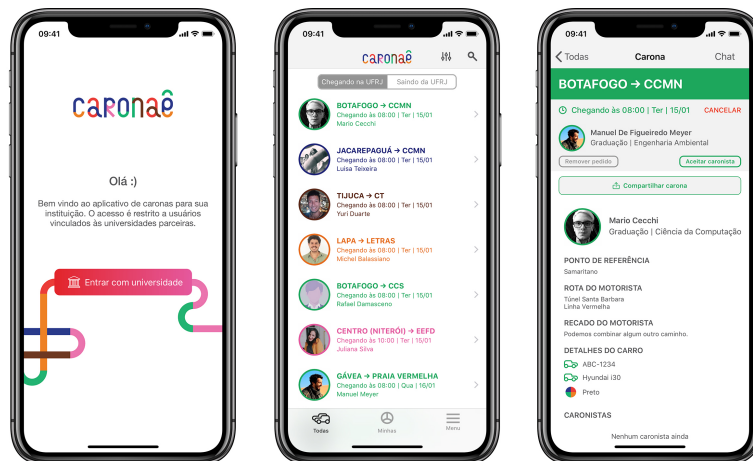 09:41
caronaê
Olá :)
Bem vindo ao aplicativo de caronas para sua
instituição. O acesso é restrito a usuários
vinculados às universidades parceiras.
Entrar com universidade
09:41
caronaê
Chegando na UFRJ
Saindo da UFRJ
BOTAFOGO → CCMN
Chegando às 08:00 | Ter | 15/01
Mario Cecchi
JACAREPAGUÁ → CCMN
Chegando às 08:00 | Ter | 15/01
Luisa Teixeira
TIJUCA → CT
Chegando às 08:00 | Ter | 15/01
Yuri Duarte
LAPA → LETRAS
Chegando às 08:00 | Ter | 15/01
Michel Balassiano
BOTAFOGO → CCS
Chegando às 08:00 | Ter | 15/01
Rafael Damasceno
CENTRO (NITERÓI) → EEFD
Chegando às 10:00 | Ter | 15/01
Juliana Silva
GÁVEA → PRAIA VERMELHA
Chegando às 08:00 | Qua | 16/01
Manuel Meyer
Todas
Minhas
Menu
09:41
Todas
Carona
Chat
BOTAFOGO → CCMN
Chegando às 08:00 | Ter | 15/01
CANCELAR
Manuel De Figueiredo Meyer
Graduação | Engenharia Ambiental
Remover pedido
Aceitar caronista
Compartilhar carona
Mario Cecchi
Graduação | Ciência da Computação
PONTO DE REFERÊNCIA
Samaritano
ROTA DO MOTORISTA
Túnel Santa Barbara
Linha Vermelha
RECADO DO MOTORISTA
Podemos combinar algum outro caminho.
DETALHES DO CARRO
ABC-1234
Hyundai i30
Preto
CARONISTAS
Nenhum caronista ainda